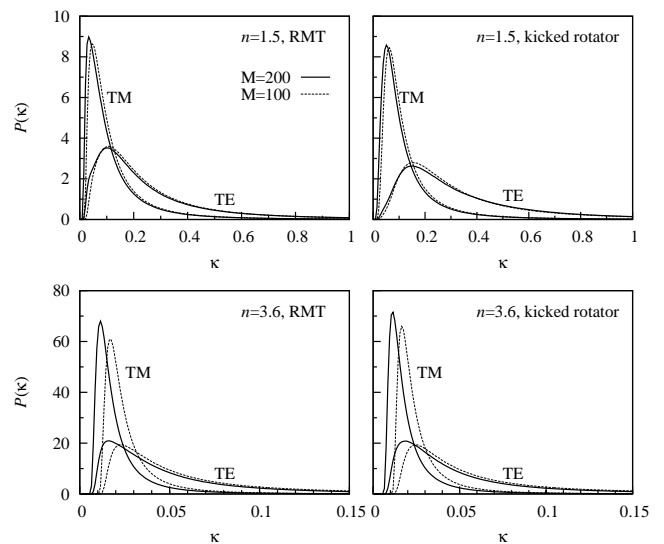 n=1.5, RMT
n=1.5, kicked rotator
M=200
M=100
TM
TE
TM
TE
P(κ)
0
2
4
6
8
10
0 0.2 0.4 0.6 0.8 1
0 0.2 0.4 0.6 0.8 1
κ
κ
n=3.6, RMT
n=3.6, kicked rotator
TM
TE
TM
TE
P(κ)
0
20
40
60
80
0 0.05 0.1 0.15
0 0.05 0.1 0.15
κ
κ